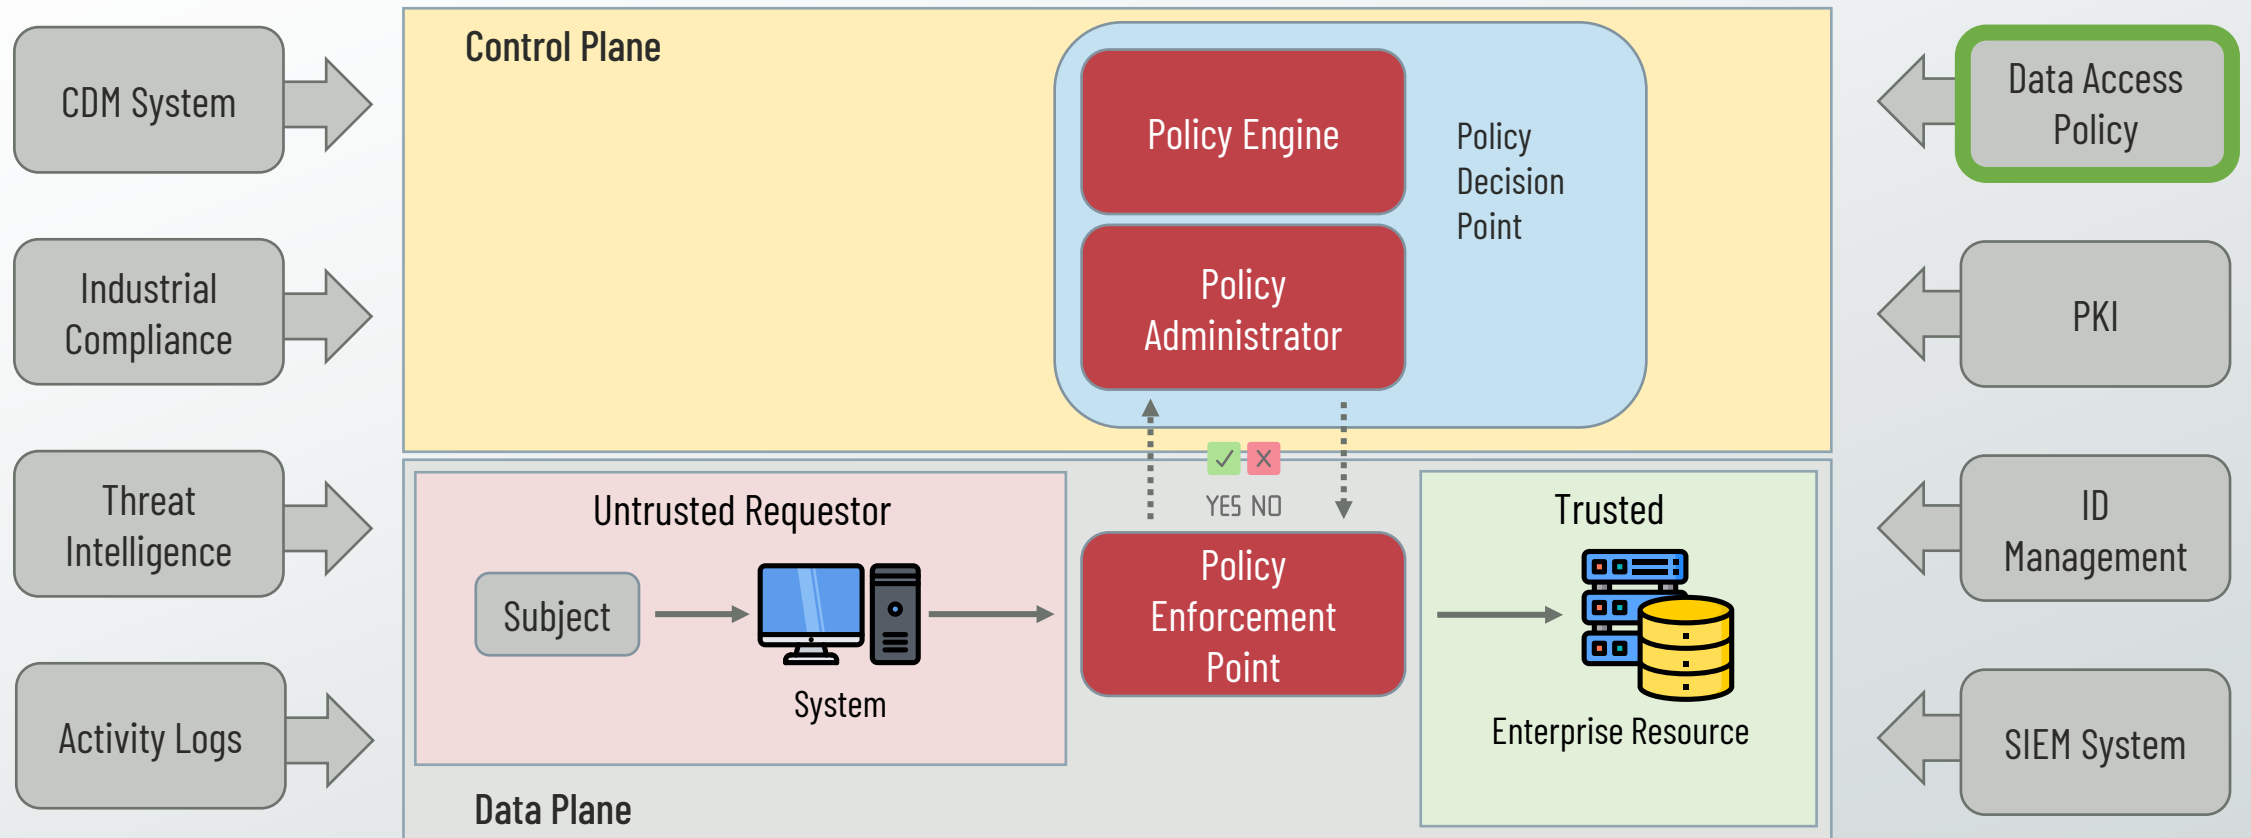 Control Plane
CDM System
Industrial
Compliance
Threat
Intelligence
Activity Logs
Policy Engine
Policy
Decision
Point
Policy
Administrator
YES NO
Untrusted Requestor
Subject
System
Policy
Enforcement
Point
Trusted
Enterprise Resource
Data Plane
Data Access
Policy
PKI
ID
Management
SIEM System